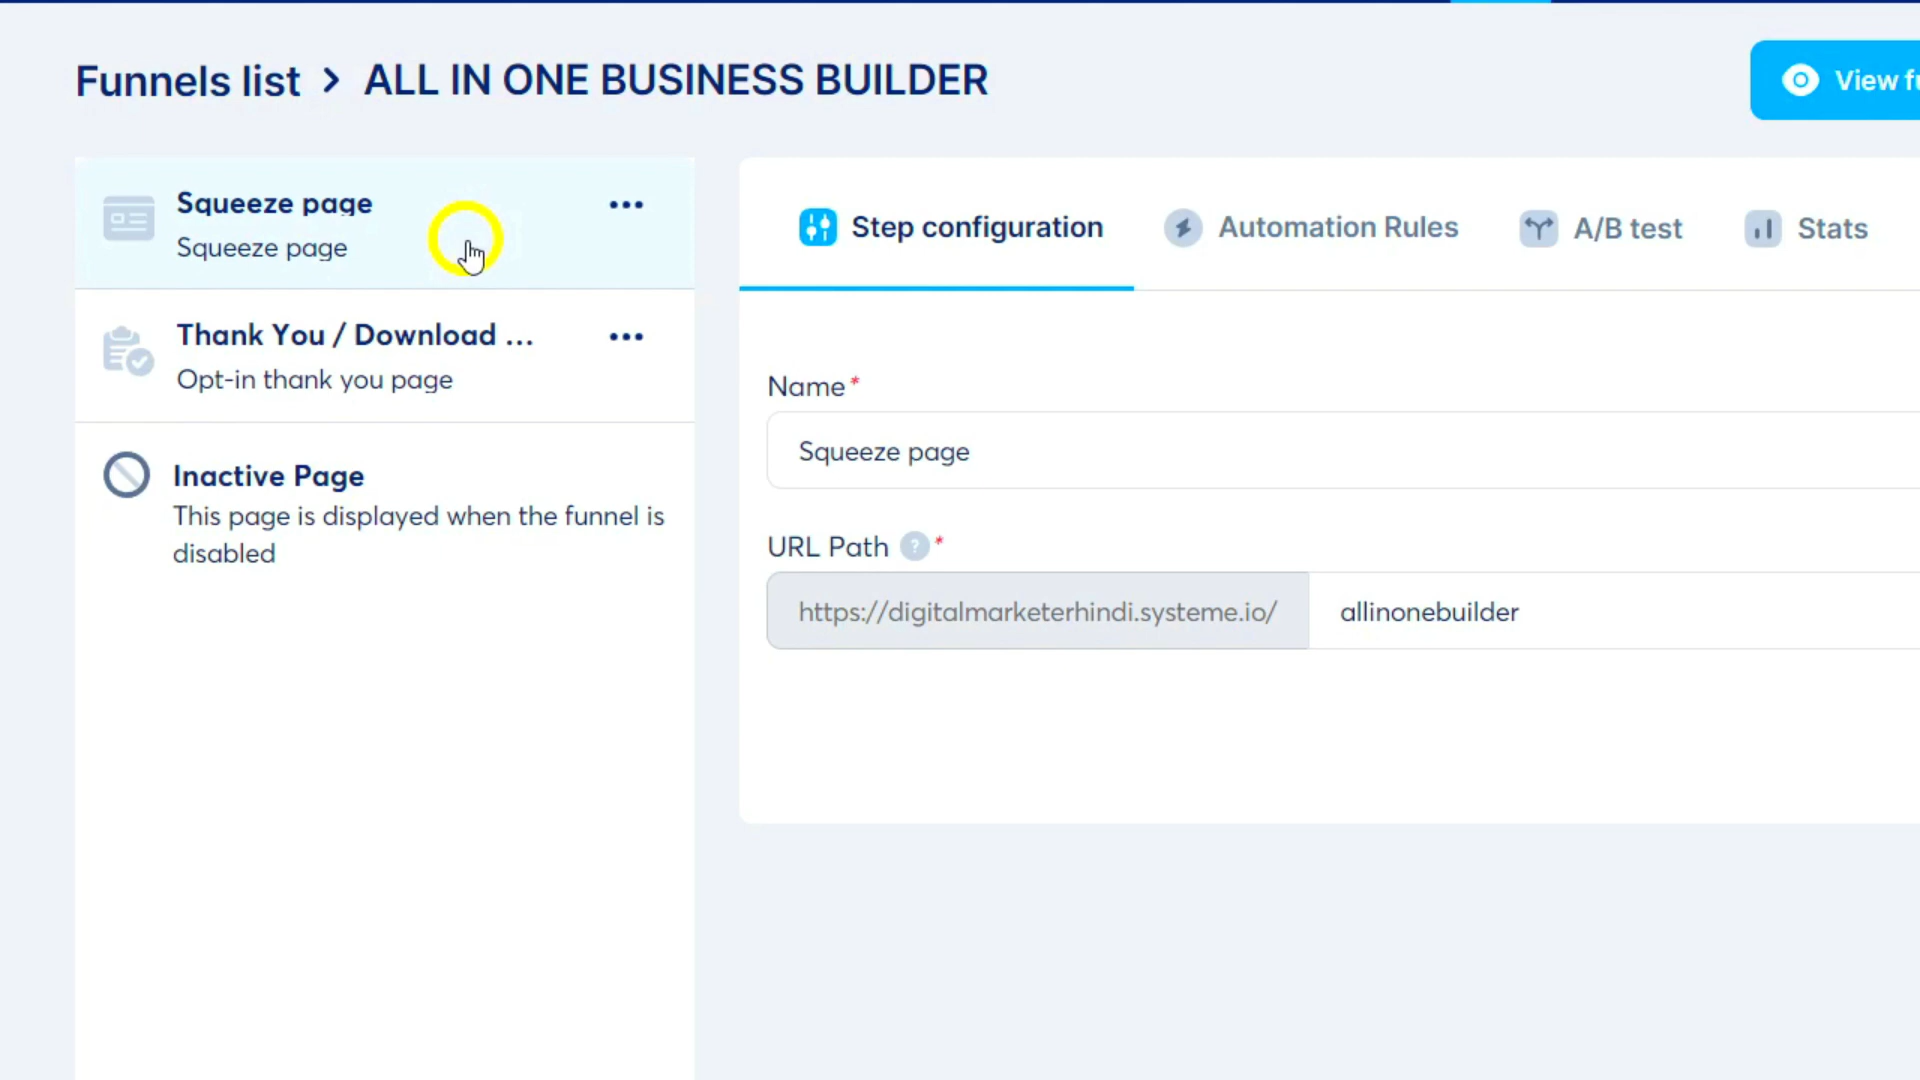 Funnels list > ALL IN ONE BUSINESS BUILDER
View fu
Squeeze page
Squeeze page
Thank You / Download ...
Opt-in thank you page
Inactive Page
This page is displayed when the funnel is
disabled
Step configuration
Automation Rules
A/B test
Stats
Name*
Squeeze page
URL Path ? *
https://digitalmarketerhindi.systeme.io/
allinonebuilder